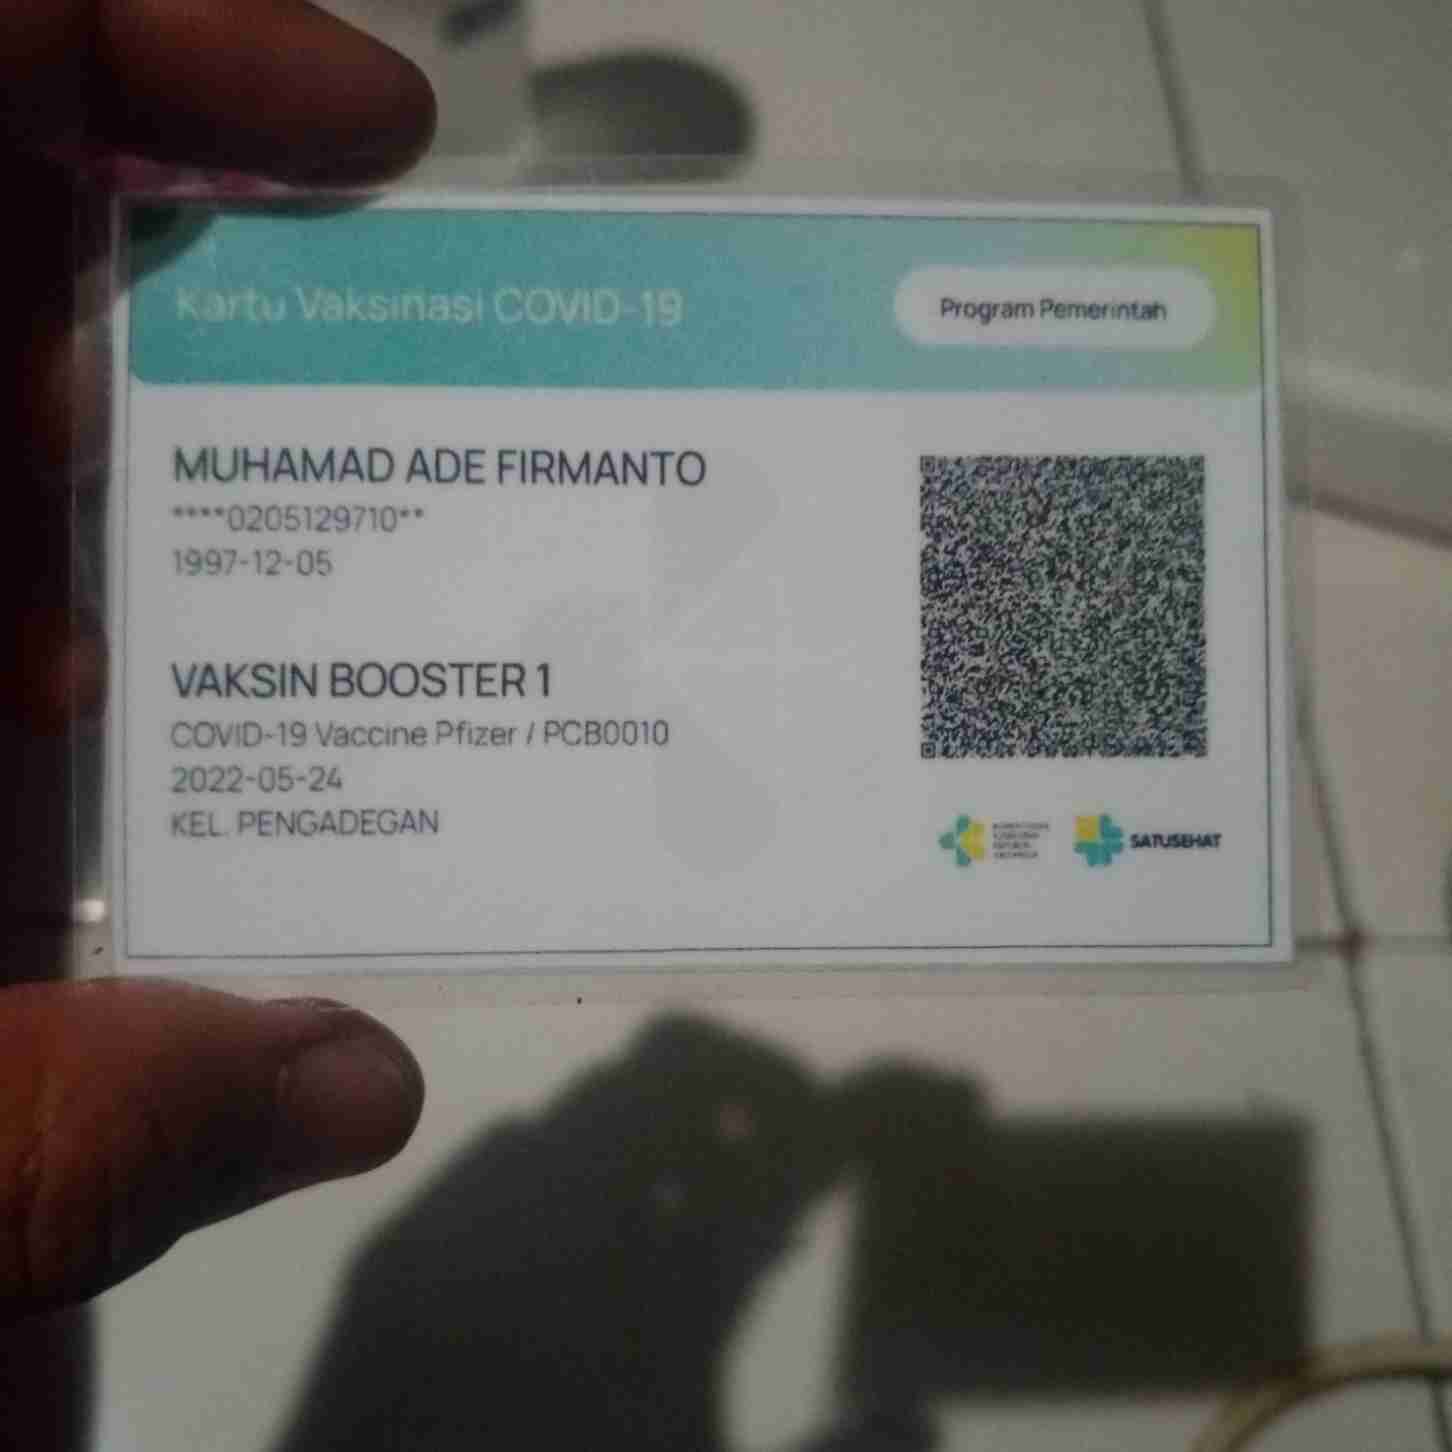 Kartu Vaksinasi COVID-19
Program Pemerintah
MUHAMAD ADE FIRMANTO
****0205129710**
1997-12-05
VAKSIN BOOSTER 1
COVID-19 Vaccine Pfizer / PCB0010
2022-05-24
KEL. PENGADEGAN
SATUSEHAT